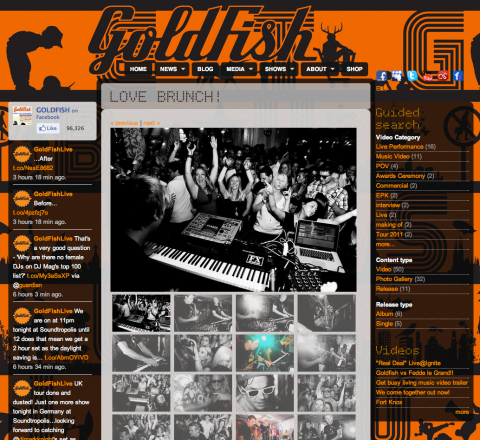 Goldfish
HOME
NEWS
BLOG
MEDIA
SHOWS
ABOUT
SHOP
GOLDFISH on
Facebook
Like
96,326
GoldFishLive
...After
t.co/NssE8682
3 hours 18 min ago.
GoldFishLive
Before...
3 hours 18 min ago.
GoldFishLive That's
a very good question
- Why are there no female
DJs on DJ Mag's top 100
list? t.co/My3aSsXP via
@guardian
6 hours 3 min ago.
GoldFishLive We
are on at 11pm
tonight at Soundtropolis until
12 does that mean we get a
2 hour set as the daylight
saving is... t.co/AbmOYlVD
6 hours 34 min ago.
GoldFishLive UK
tour done and
dusted! Just one more show
tonight in Germany at
Soundtropolis...looking
forward to catching
LOVE BRUNCH!
« previous | next »
Guided
search
Video Category
Live Performance (16)
Music Video (11)
POV (4)
Awards Ceremony (2)
Commercial (2)
EPK (2)
interview (2)
Live (2)
making of (2)
Tour 2011 (2)
more...
Content type
Video (50)
Photo Gallery (32)
Release (11)
Release type
Album (6)
Single (5)
Videos
"Real Deal" Live@Ignite
Goldfish vs Fedde le Grand!!
Get busy living music video trailer
We come together out now!
Fort Knox
more